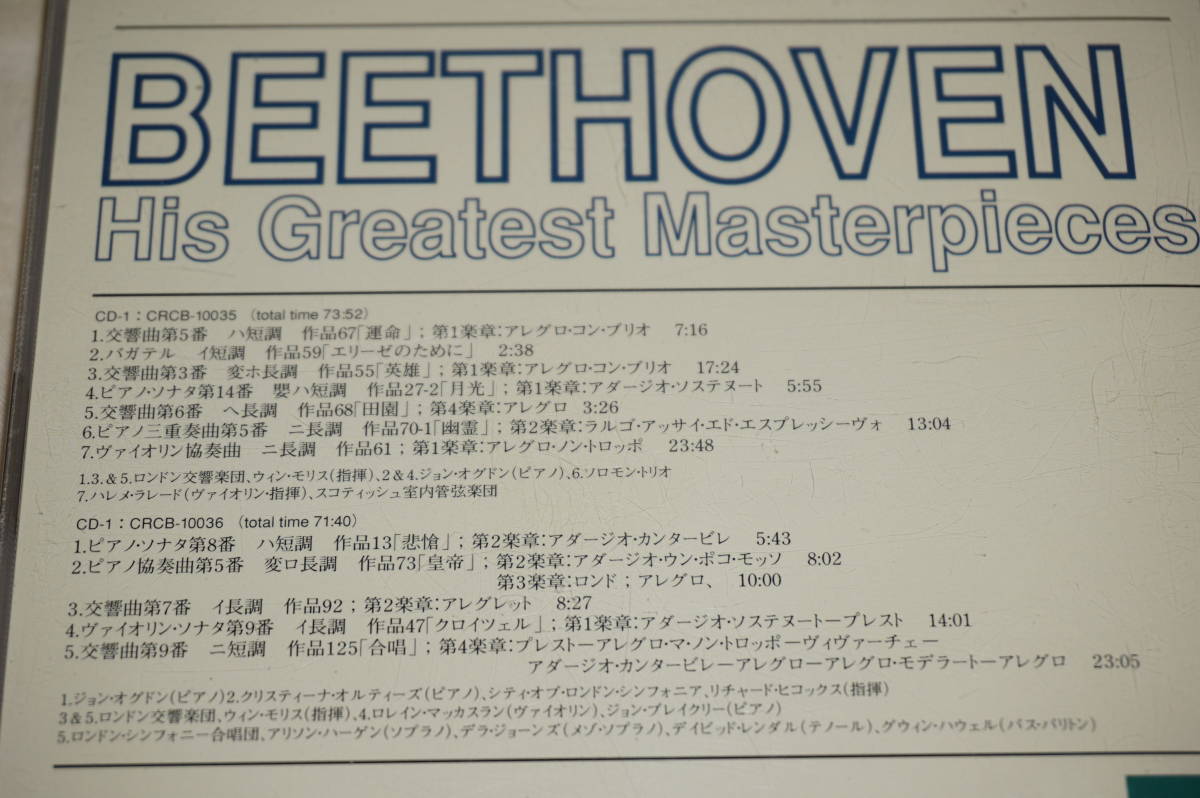 BEETHOVEN
His Greatest Masterpieces
CD-1：CRCB-10035 (total time 73:52)
1.交響曲第5番 ハ短調 作品67「運命」；第1楽章：アレグロ・コン・ブリオ 7:16
2.バガテル イ短調 作品59「エリーゼのために」 2:38
3.交響曲第3番 変ホ長調 作品55「英雄」；第1楽章：アレグロ・コン・ブリオ 17:24
4.ピアノ・ソナタ第14番 嬰ハ短調 作品27-2「月光」；第1楽章：アダージオ・ソステヌート 5:55
5.交響曲第6番 ヘ長調 作品68「田園」；第4楽章：アレグロ 3:26
6.ピアノ三重奏曲第5番 ニ長調 作品70-1「幽霊」；第2楽章：ラルゴ・アッサイ・エド・エスプレッシーヴォ 13:04
7.ヴァイオリン協奏曲 ニ長調 作品61；第1楽章：アレグロ・ノン・トロッポ 23:48
1.3.&5.ロンドン交響楽団、ウィン・モリス(指揮)、2&4.ジョン・オグドン(ピアノ)、6.ソロモン・トリオ
7.ハレメ・ラレード(ヴァイオリン・指揮)、スコティッシュ室内管弦楽団
CD-1：CRCB-10036 (total time 71:40)
1.ピアノ・ソナタ第8番 ハ短調 作品13「悲愴」；第2楽章：アダージオ・カンタービレ 5:43
2.ピアノ協奏曲第5番 変ロ長調 作品73「皇帝」；第2楽章：アダージオ・ウン・ポコ・モッソ 8:02
第3楽章：ロンド；アレグロ、 10:00
3.交響曲第7番 イ長調 作品92；第2楽章：アレグレット 8:27
4.ヴァイオリン・ソナタ第9番 イ長調 作品47「クロイツェル」；第1楽章：アダージオ・ソステヌートープレスト 14:01
5.交響曲第9番 ニ短調 作品125「合唱」；第4楽章：プレストーアレグロ・マ・ノン・トロッポーヴィヴァーチェー
アダージオ・カンタービレーアレグローアレグロ・モデラートーアレグロ 23:05
1.ジョン・オグドン(ピアノ)2.クリスティーナ・オルティーズ(ピアノ)、シティ・オブ・ロンドン・シンフォニア、リチャード・ヒコックス(指揮)
3&5.ロンドン交響楽団、ウィン・モリス(指揮)、4.ロレイン・マッカスラン(ヴァイオリン)、ジョン・ブレイクリー(ピアノ)
5.ロンドン・シンフォニー合唱団、アリソン・ハーゲン(ソプラノ)、デラ・ジョーンズ(メゾ・ソプラノ)、デイビッド・レンダル(テノール)、グウィン・ハウェル(バス・バリトン)